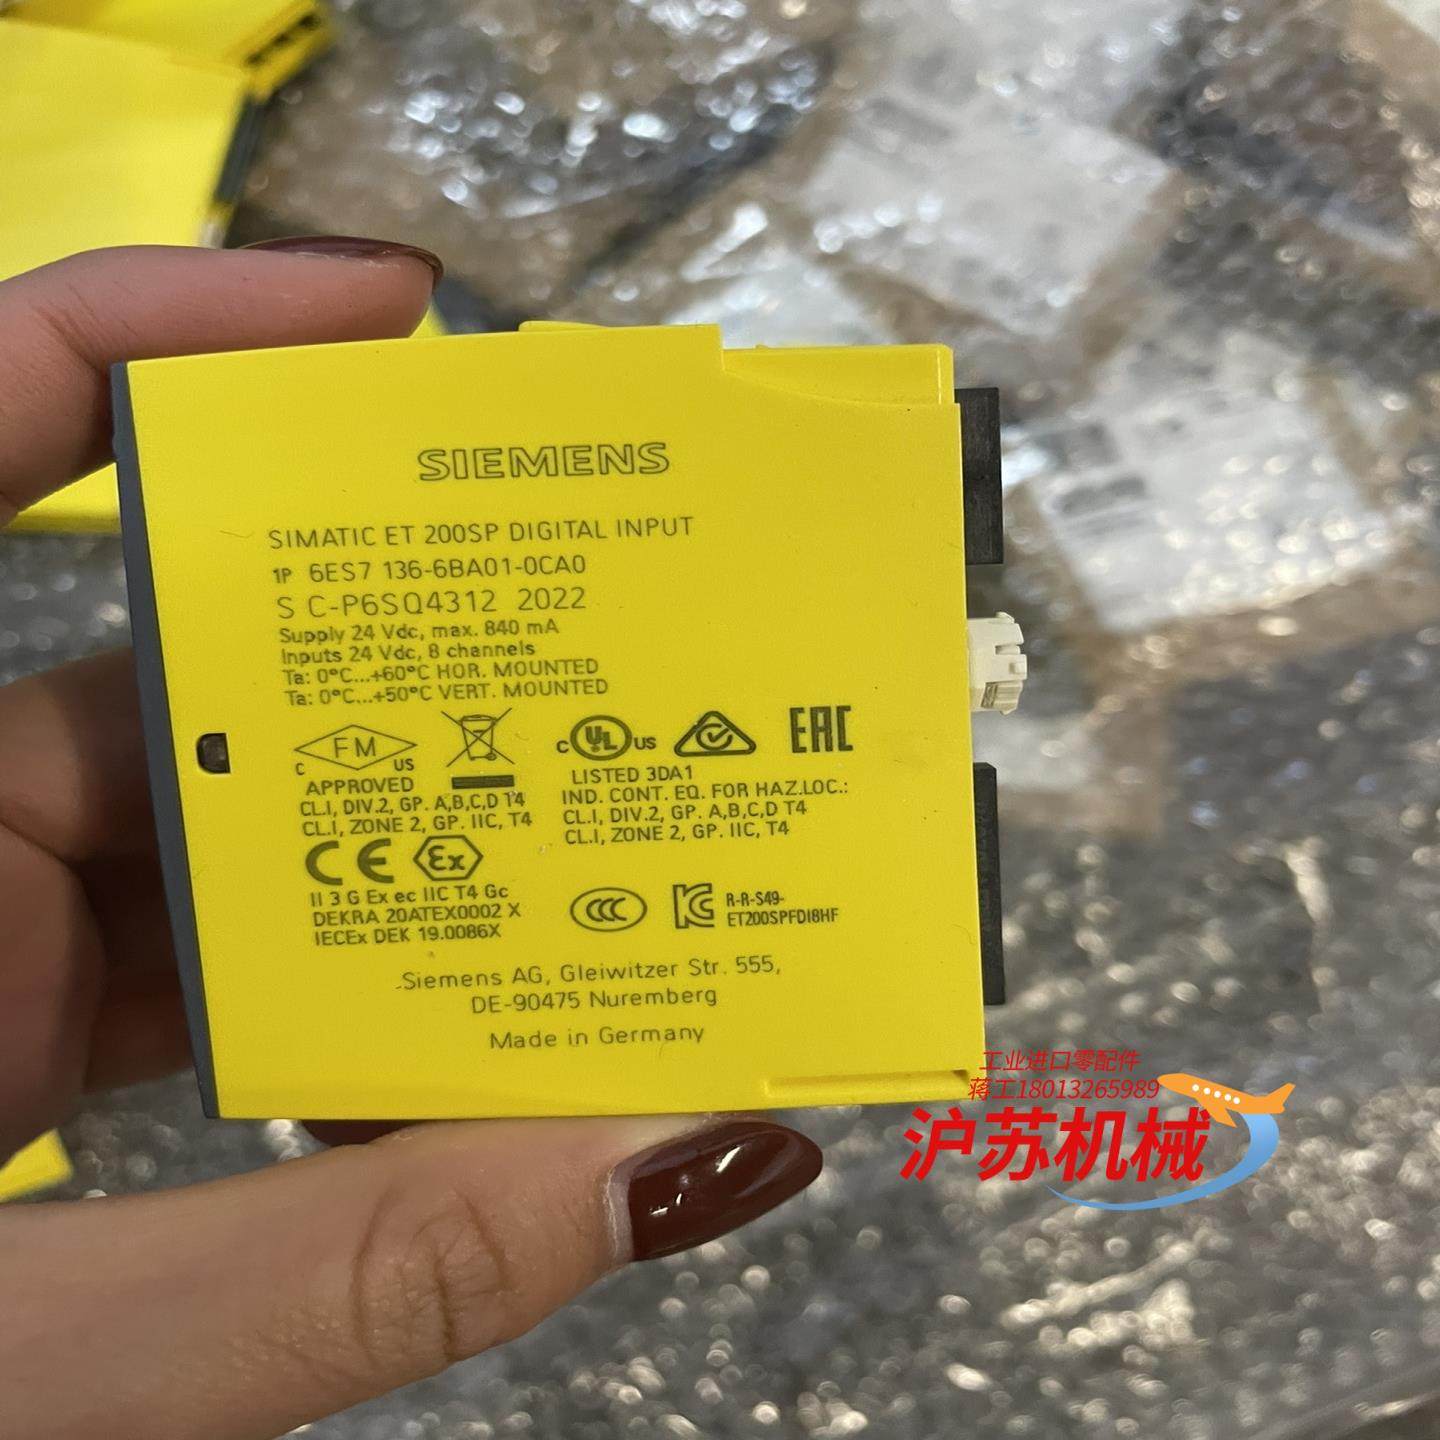 SIEMENS
SIMATIC ET 200SP DIGITAL INPUT
1P 6ES7 136-6BA01-0CA0
S C-P6SQ4312 2022
Supply 24 Vdc, max. 840 mA
Inputs 24 Vdc, 8 channels
Ta: 0°C...+60°C HOR. MOUNTED
Ta: 0°C...+50°C VERT. MOUNTED
C FM US
APPROVED
CL.I, DIV.2, GP. A,B,C,D T4
CL.I, ZONE 2, GP. IIC, T4
C UL US
LISTED 3DA1
IND. CONT. EQ. FOR HAZ.LOC.:
CL.I, DIV.2, GP. A,B,C,D T4
CL.I, ZONE 2, GP. IIC, T4
EAC
CE Ex
II 3 G Ex ec IIC T4 Gc
DEKRA 20ATEX0002 X
IECEx DEK 19.0086X
CCC
KC
R-R-S49-
ET200SPFDI8HF
Siemens AG, Gleiwitzer Str. 555,
DE-90475 Nuremberg
Made in Germany
工业进口零配件
蒋工18013265989
沪苏机械